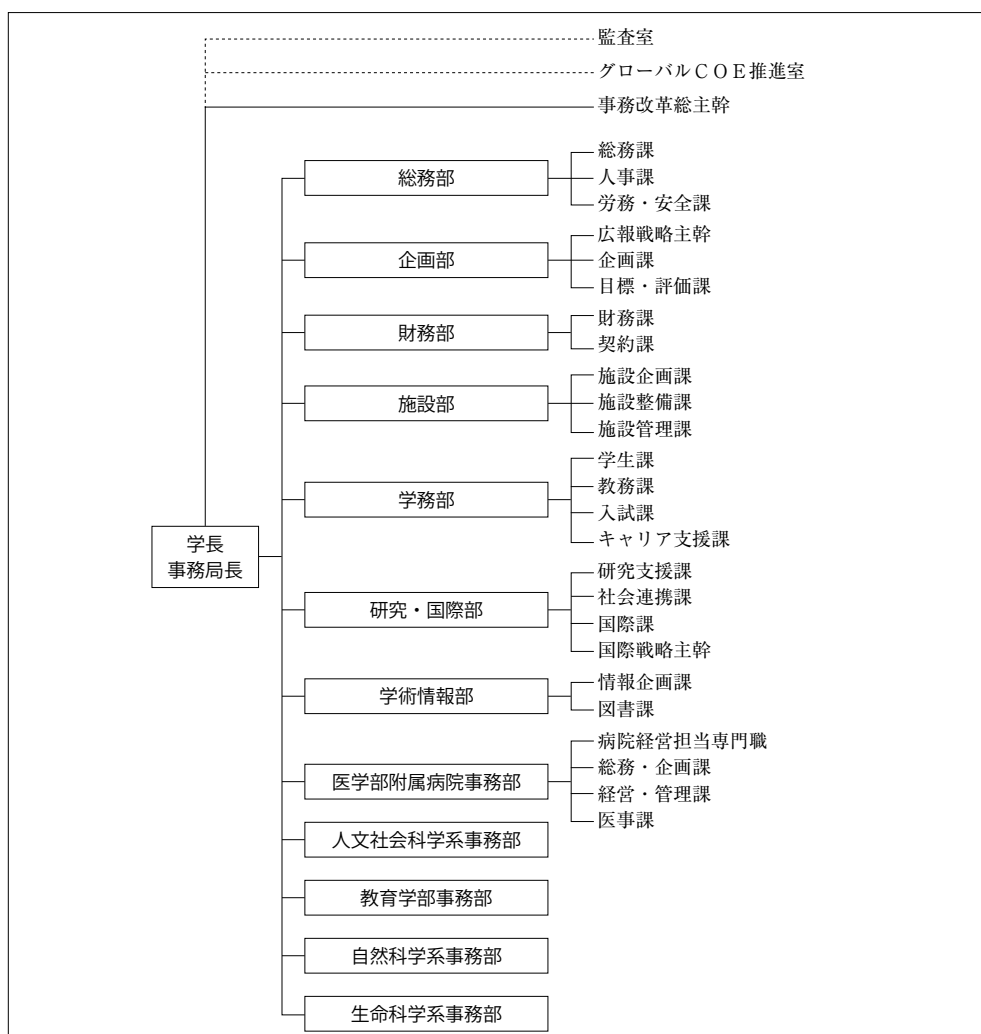 監査室
グローバルＣＯＥ推進室
事務改革総主幹
総務部
総務課
人事課
労務・安全課
企画部
広報戦略主幹
企画課
目標・評価課
財務部
財務課
契約課
施設部
施設企画課
施設整備課
施設管理課
学務部
学生課
教務課
入試課
キャリア支援課
学長
事務局長
研究・国際部
研究支援課
社会連携課
国際課
国際戦略主幹
学術情報部
情報企画課
図書課
医学部附属病院事務部
病院経営担当専門職
総務・企画課
経営・管理課
医事課
人文社会科学系事務部
教育学部事務部
自然科学系事務部
生命科学系事務部